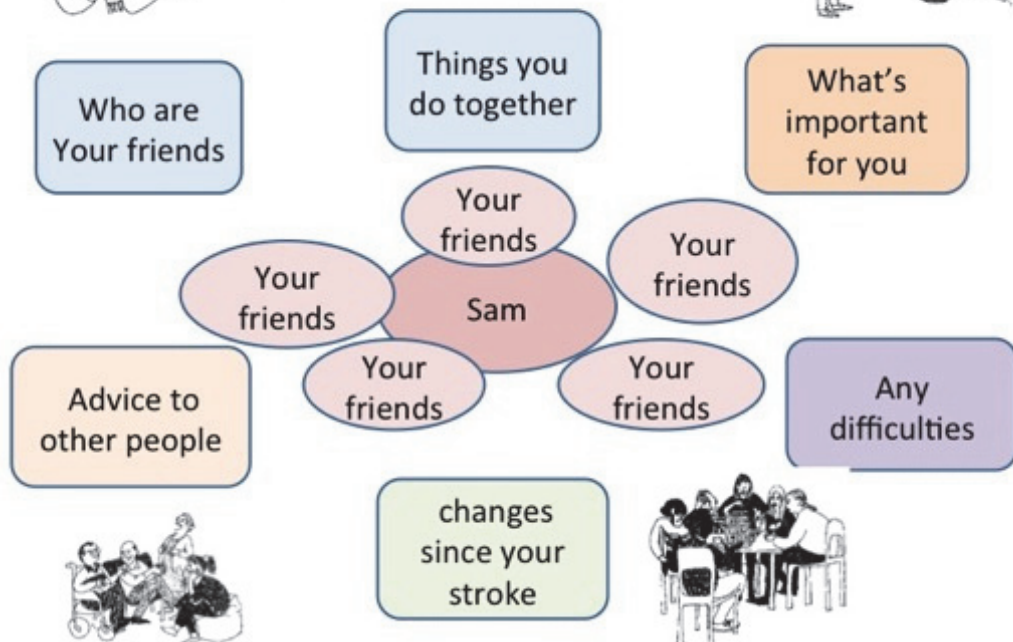 Things you
do together
Who are
Your friends
What's
important
for you
Your
friends
Your
friends
Your
friends
Sam
Your
friends
Your
friends
Advice to
other people
Any
difficulties
changes
since your
stroke